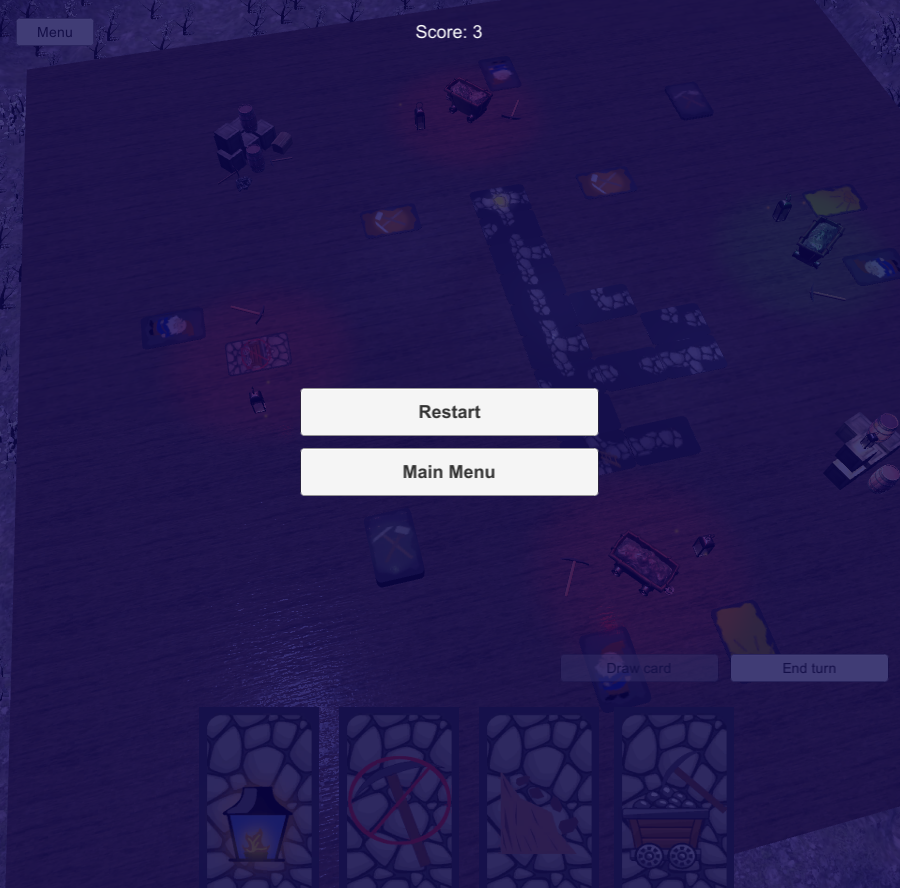 Menu
Score: 3
Restart
Main Menu
Draw card
End turn